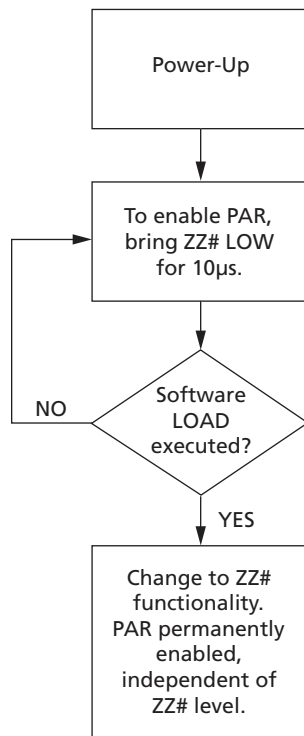 Power-Up
To enable PAR,
bring ZZ# LOW
for 10µs.
Software
LOAD
executed?
NO
YES
Change to ZZ#
functionality.
PAR permanently
enabled,
independent of
ZZ# level.